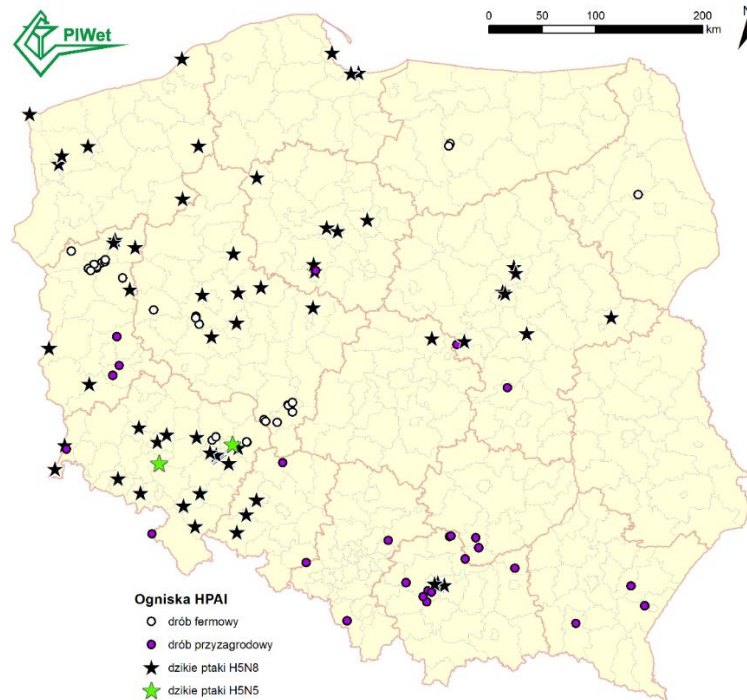 PIWet
0 50 100 200
km
N
Ogniska HPAI
drób fermowy
drób przyzagrodowy
dzikie ptaki H5N8
dzikie ptaki H5N5